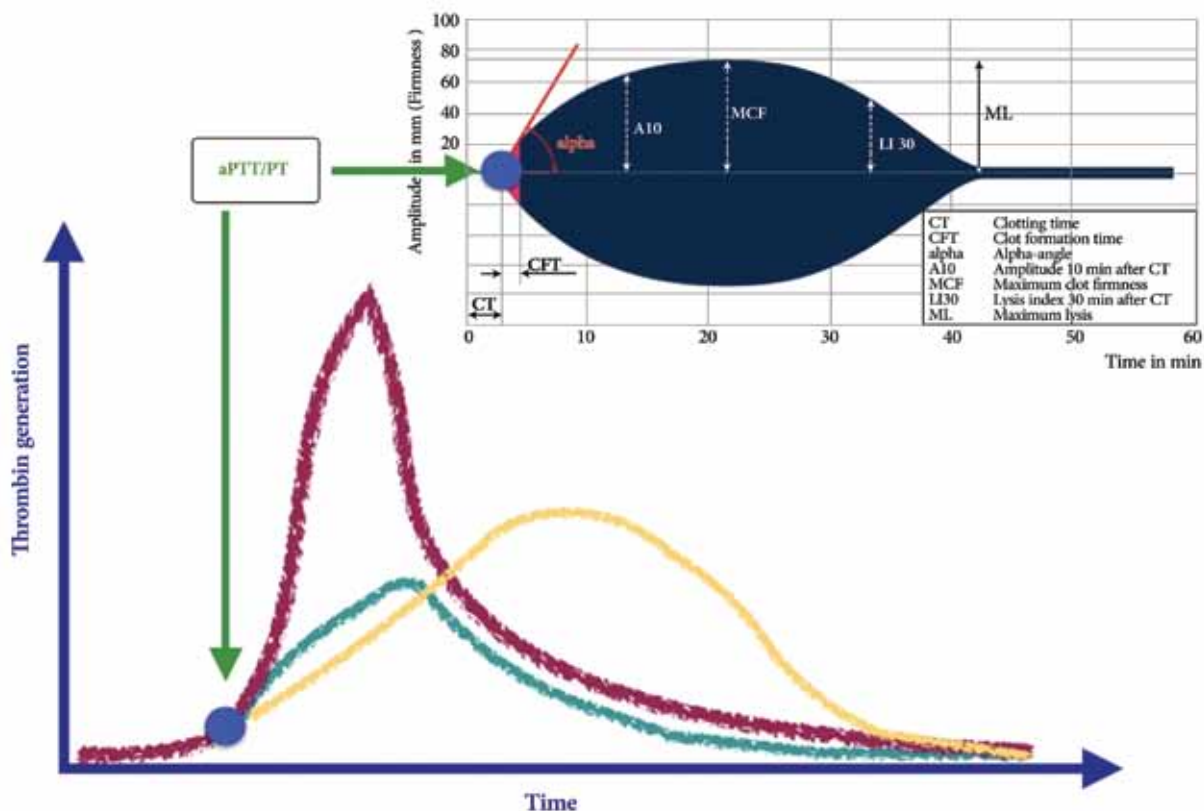 100
80
60
40
20
Amplitude in mm (Firmness )
aPTT/PT
alpha
A10
MCF
LI 30
ML
CFT
CT
CT Clotting time
CFT Clot formation time
alpha Alpha-angle
A10 Amplitude 10 min after CT
MCF Maximum clot firmness
LI30 Lysis index 30 min after CT
ML Maximum lysis
0 10 20 30 40 50 60
Time in min
Thrombin generation
Time